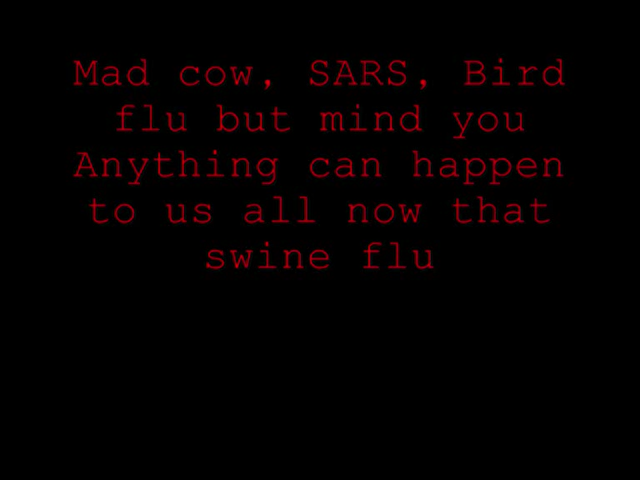 Mad cow, SARS, Bird
flu but mind you
Anything can happen
to us all now that
swine flu